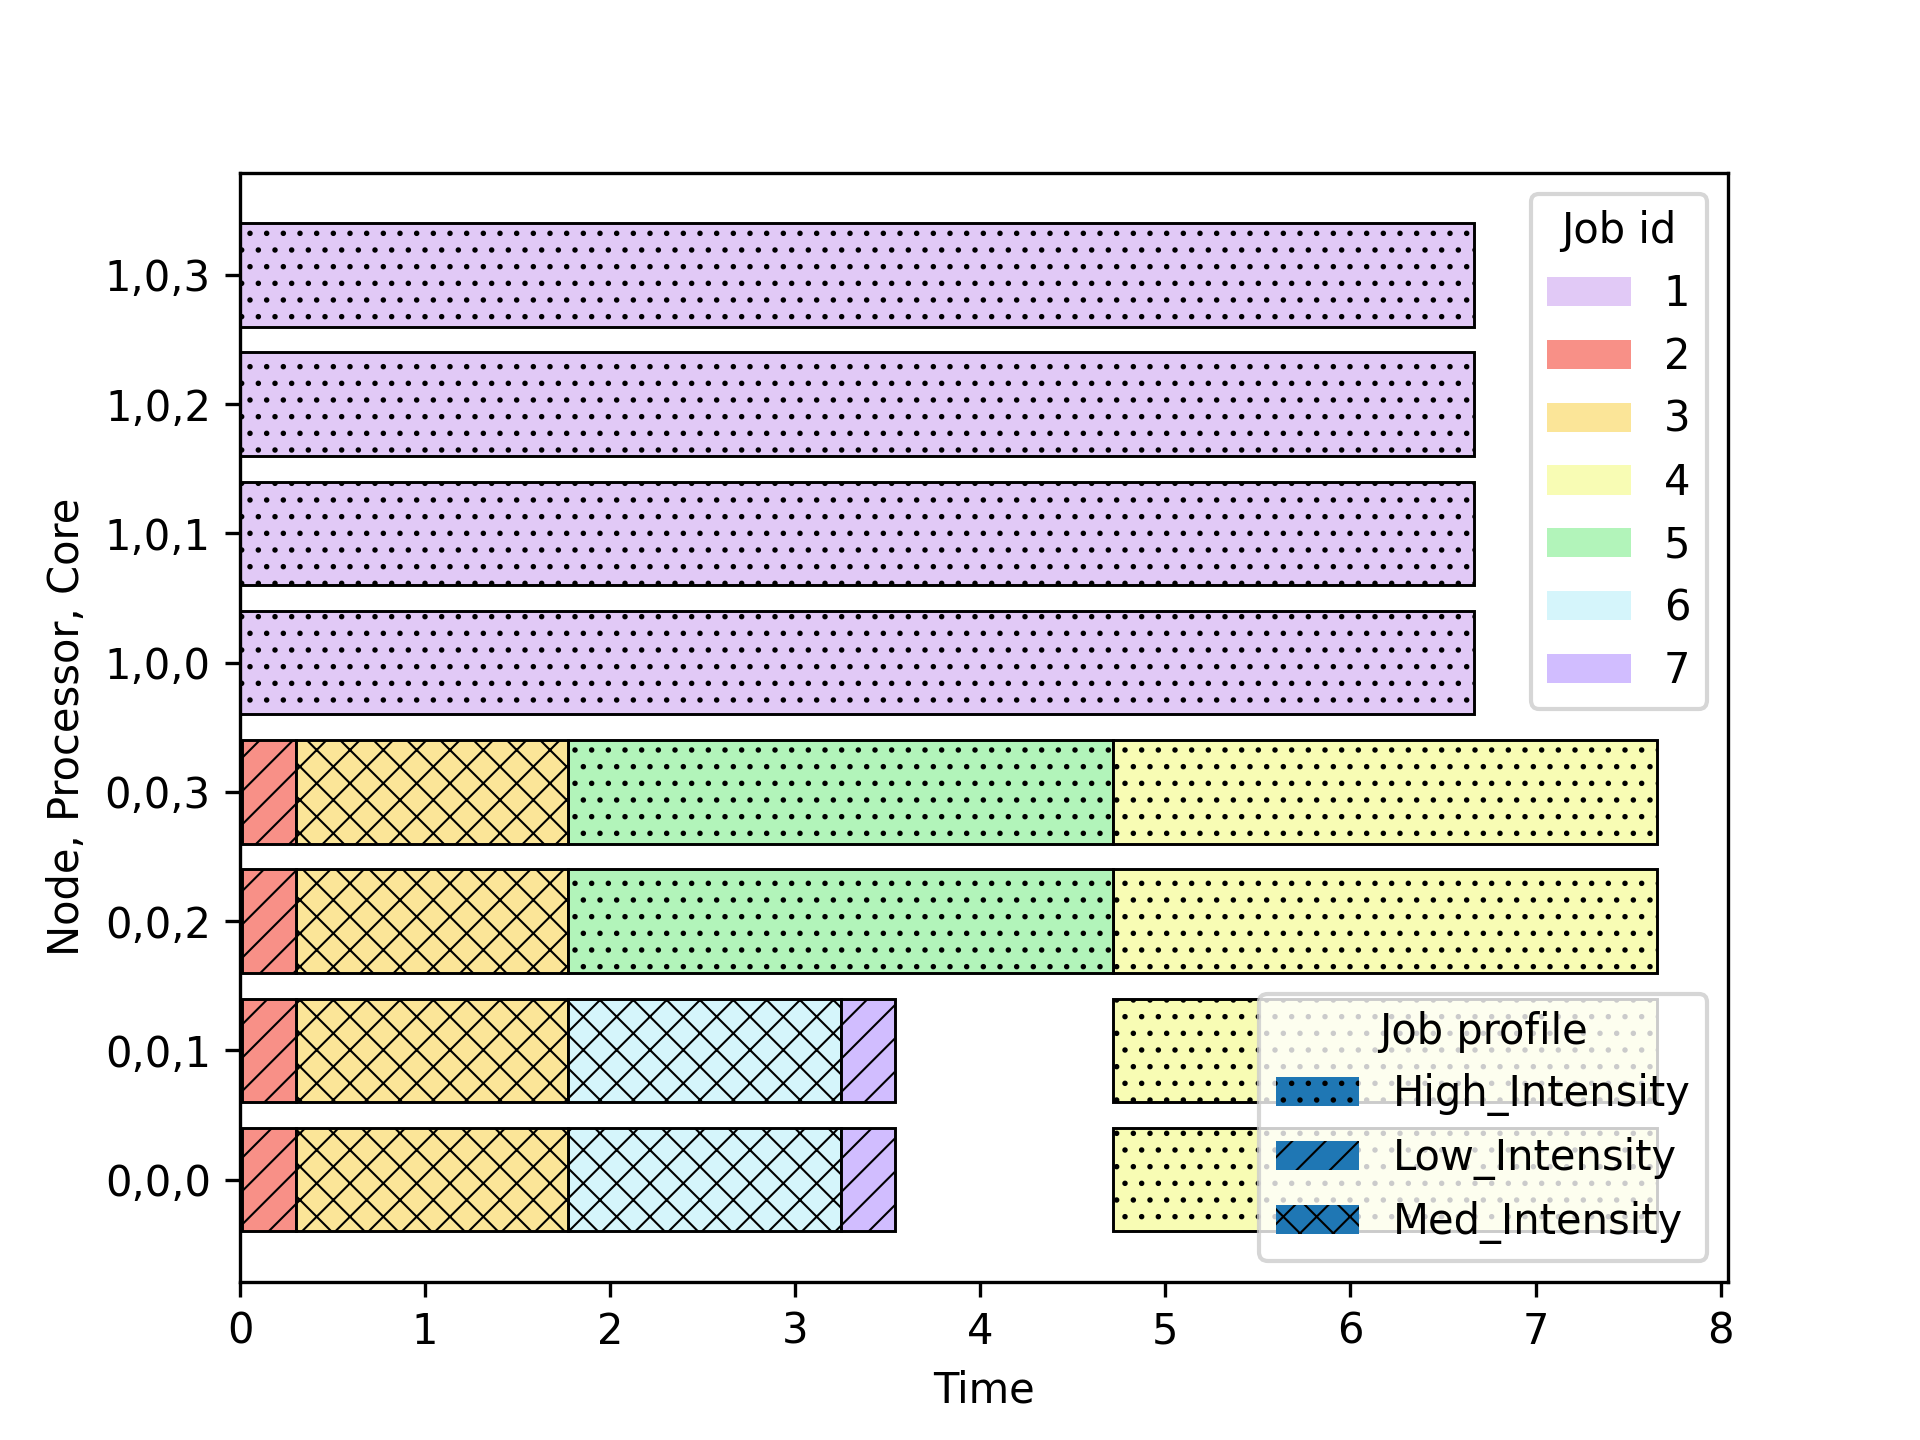 Job id
1
2
3
4
5
6
7
1,0,3
1,0,2
1,0,1
1,0,0
0,0,3
0,0,2
0,0,1
0,0,0
Node, Processor, Core
Job profile
High_Intensity
Low_Intensity
Med_Intensity
0 1 2 3 4 5 6 7 8
Time